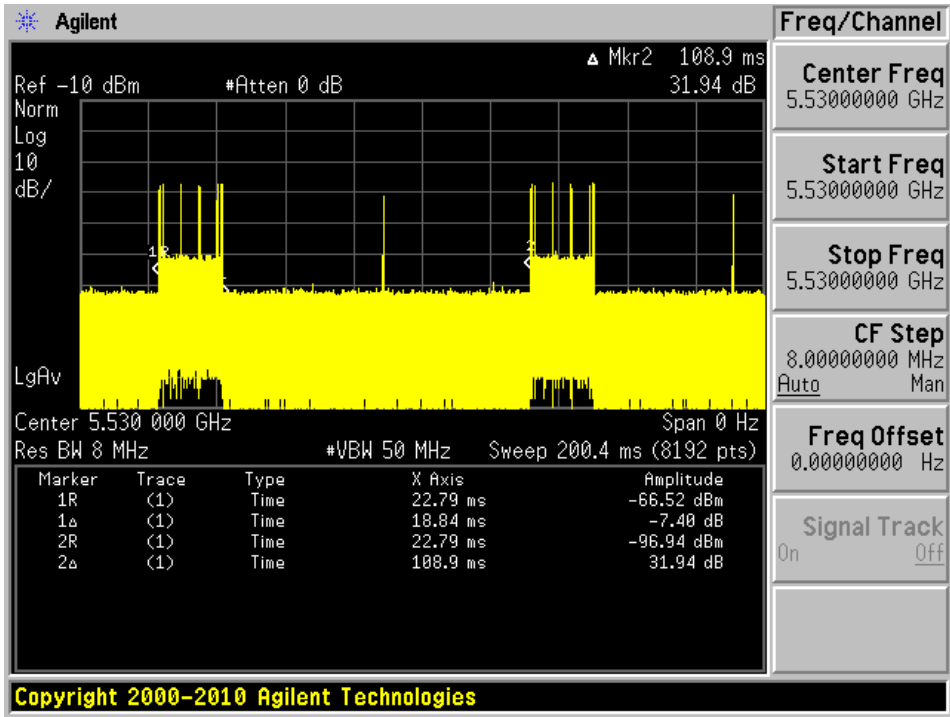 Agilent
Freq/Channel
Δ Mkr2 108.9 ms
Ref -10 dBm #Atten 0 dB 31.94 dB
Norm
Log
10
dB/
1R
2
LgAv
Center 5.530 000 GHz Span 0 Hz
Res BW 8 MHz #VBW 50 MHz Sweep 200.4 ms (8192 pts)
Marker Trace Type X Axis Amplitude
1R (1) Time 22.79 ms -66.52 dBm
1Δ (1) Time 18.84 ms -7.40 dB
2R (1) Time 22.79 ms -96.94 dBm
2Δ (1) Time 108.9 ms 31.94 dB
Center Freq
5.53000000 GHz
Start Freq
5.53000000 GHz
Stop Freq
5.53000000 GHz
CF Step
8.00000000 MHz
Auto Man
Freq Offset
0.00000000 Hz
Signal Track
On Off
Copyright 2000-2010 Agilent Technologies